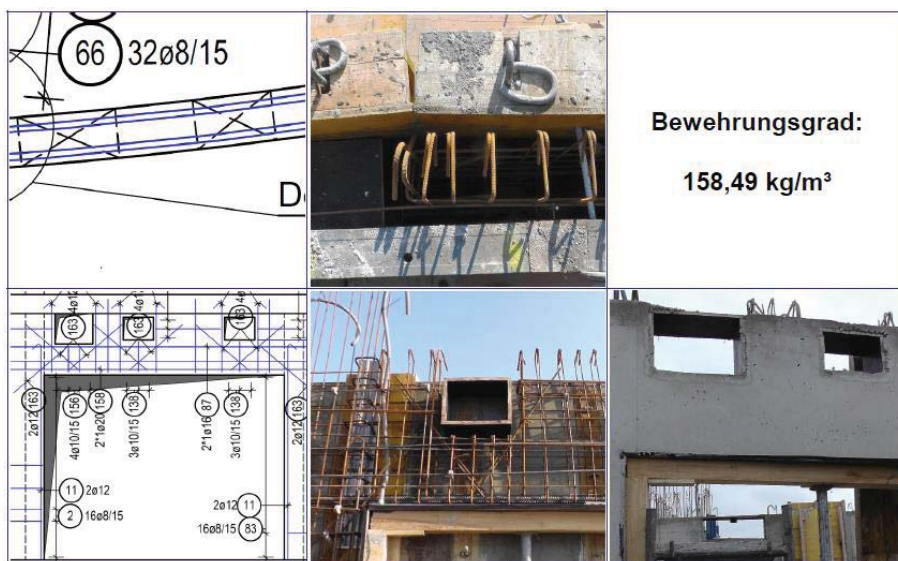 66 32ø8/15
D
Bewehrungsgrad:
158,49 kg/m³
163 163 163
2ø12 163
4ø10/15 156
2*1ø20 158
3ø10/15 138
2*1ø16 87
3ø10/15 138
2ø12 163
11 2ø12
2 16ø8/15
2ø12 11
16ø8/15 83